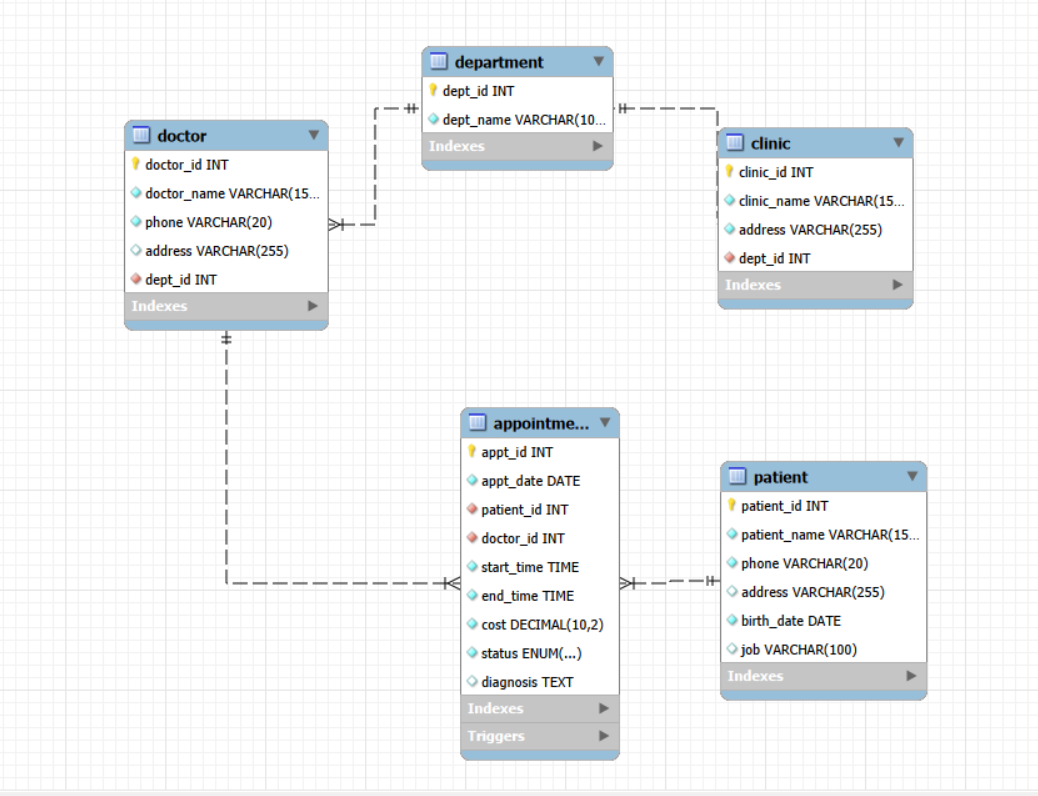 department
dept_id INT
dept_name VARCHAR(10...
Indexes
doctor
doctor_id INT
doctor_name VARCHAR(15...
phone VARCHAR(20)
address VARCHAR(255)
dept_id INT
Indexes
clinic
clinic_id INT
clinic_name VARCHAR(15...
address VARCHAR(255)
dept_id INT
Indexes
appointme...
appt_id INT
appt_date DATE
patient_id INT
doctor_id INT
start_time TIME
end_time TIME
cost DECIMAL(10,2)
status ENUM(...)
diagnosis TEXT
Indexes
Triggers
patient
patient_id INT
patient_name VARCHAR(15...
phone VARCHAR(20)
address VARCHAR(255)
birth_date DATE
job VARCHAR(100)
Indexes